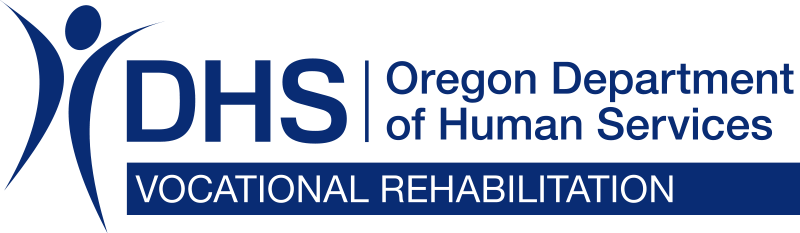 DHS
Oregon Department
of Human Services
VOCATIONAL REHABILITATION